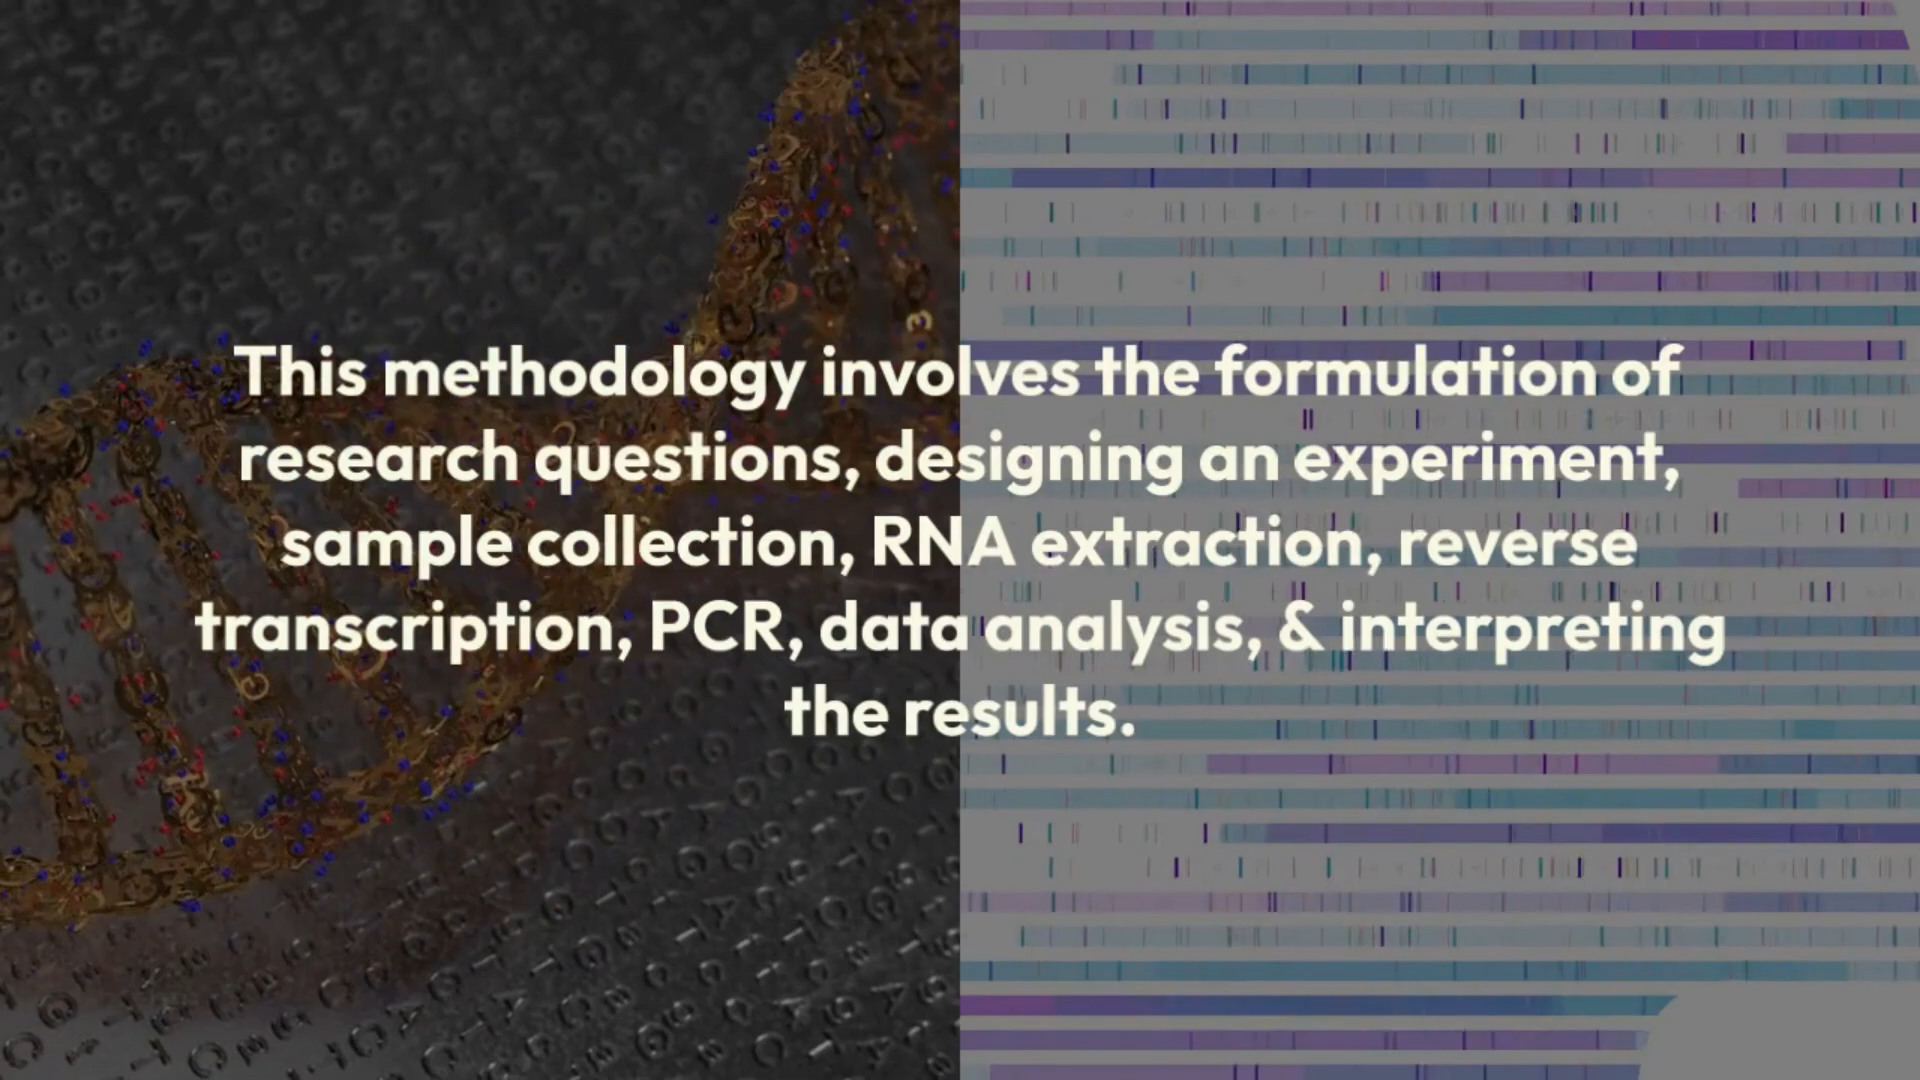 This methodology involves the formulation of
research questions, designing an experiment,
sample collection, RNA extraction, reverse
transcription, PCR, data analysis, & interpreting
the results.